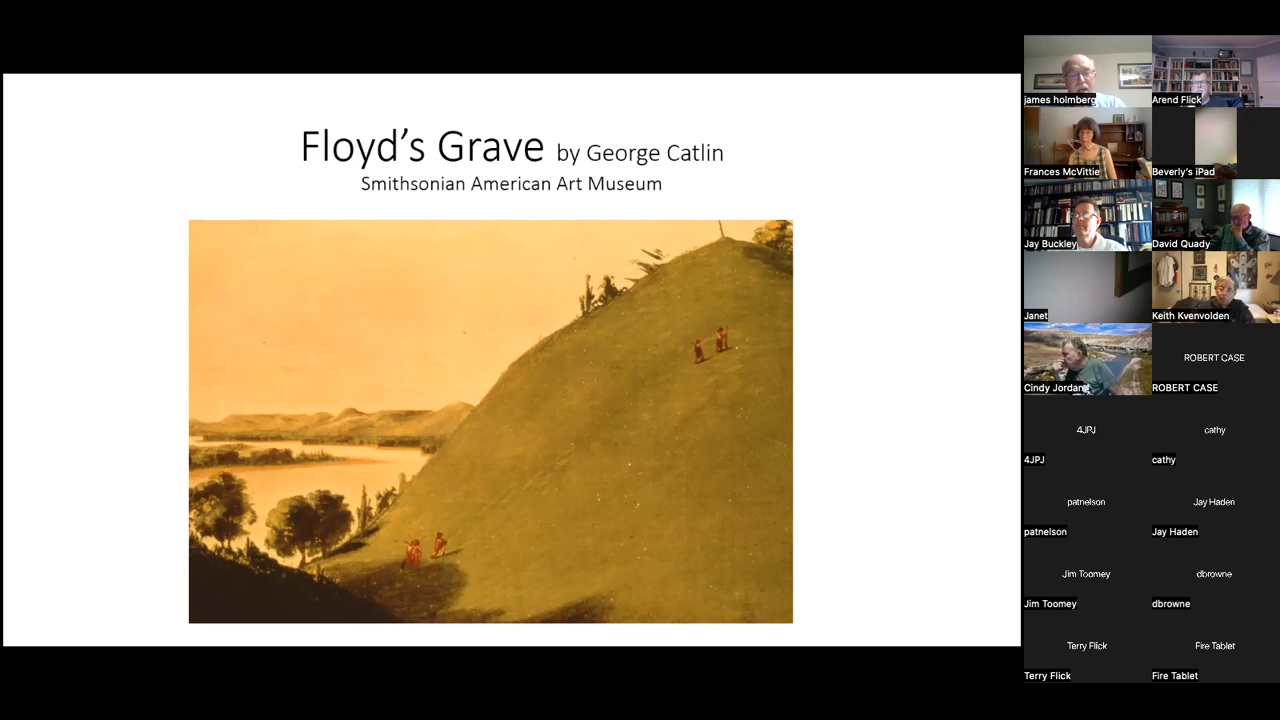 Floyd's Grave by George Catlin
Smithsonian American Art Museum
james holmberg
Arend Flick
Frances McVittie
Beverly's iPad
Jay Buckley
David Quady
Janet
Keith Kvenvolden
Cindy Jordan
ROBERT CASE
ROBERT CASE
4JPJ
cathy
4JPJ
cathy
patnelson
Jay Haden
patnelson
Jay Haden
Jim Toomey
dbrowne
Jim Toomey
dbrowne
Terry Flick
Fire Tablet
Terry Flick
Fire Tablet